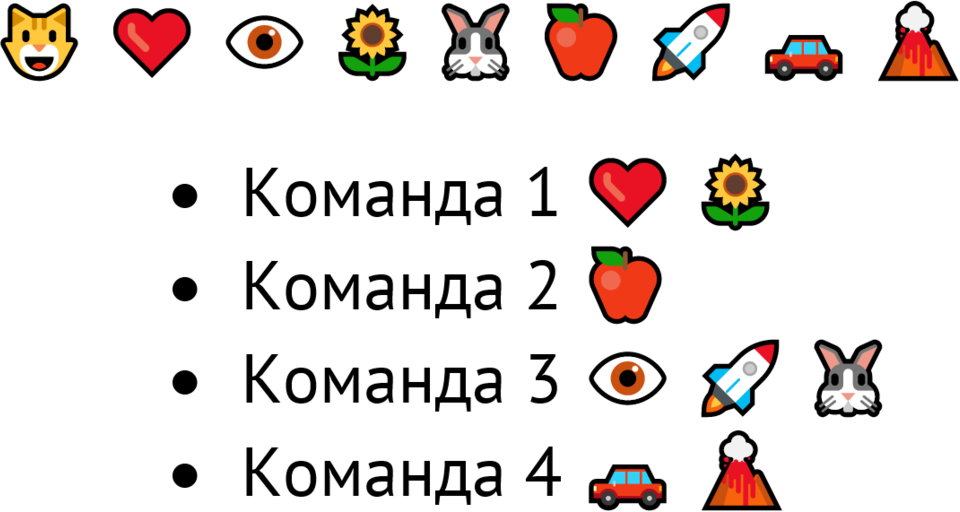 🐱 ❤️ 👁️ 🌻 🐰 🍎 🚀 🚗 🌋
• Команда 1 ❤️ 🌻
• Команда 2 🍎
• Команда 3 👁️ 🚀 🐰
• Команда 4 🚗 🌋